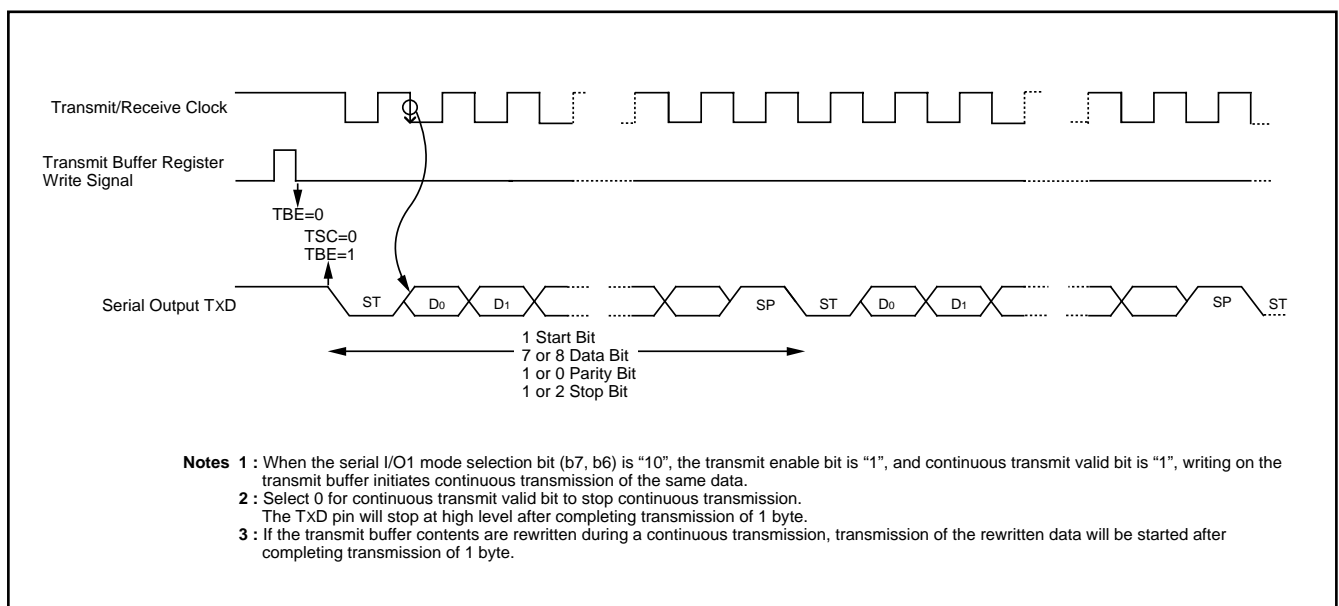 Transmit/Receive Clock
Transmit Buffer Register
Write Signal
TBE=0
TSC=0
TBE=1
Serial Output TXD
ST D0 D1 SP ST D0 D1 SP ST
1 Start Bit
7 or 8 Data Bit
1 or 0 Parity Bit
1 or 2 Stop Bit
Notes 1 : When the serial I/O1 mode selection bit (b7, b6) is “10”, the transmit enable bit is “1”, and continuous transmit valid bit is “1”, writing on the
transmit buffer initiates continuous transmission of the same data.
2 : Select 0 for continuous transmit valid bit to stop continuous transmission.
The TXD pin will stop at high level after completing transmission of 1 byte.
3 : If the transmit buffer contents are rewritten during a continuous transmission, transmission of the rewritten data will be started after
completing transmission of 1 byte.